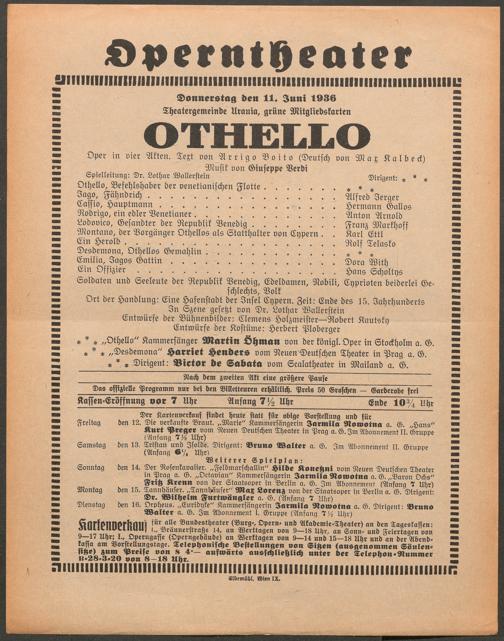 Operntheater
Donnerstag den 11. Juni 1936
Theatergemeinde Urania, grüne Mitgliedskarten
OTHELLO
Oper in vier Akten. Text von Arrigo Boito (Deutsch von Max Kalbeck)
Musik von Giuseppe Verdi
Spielleitung: Dr. Lothar Wallerstein Dirigent: * * *
Othello, Befehlshaber der venetianischen Flotte . . . . . . . . * * *
Jago, Fähndrich . . . . . . . . Alfred Jerger
Cassio, Hauptmann . . . . . . . . Hermann Gallos
Rodrigo, ein edler Venetianer . . . . . . . . Anton Arnold
Lodovico, Gesandter der Republik Venedig . . . . . . . . Franz Markhoff
Montano, der Vorgänger Othellos als Statthalter von Cypern . . Karl Ettl
Ein Herold . . . . . . . . Rolf Telasko
Desdemona, Othellos Gemahlin . . . . . . . . * * *
Emilia, Jagos Gattin . . . . . . . . Dora With
Ein Offizier . . . . . . . . Hans Scholtys
Soldaten und Seeleute der Republik Venedig, Edeldamen, Nobili, Cyprioten beiderlei Ge-
schlechts, Volk
Ort der Handlung: Eine Hafenstadt der Insel Cypern. Zeit: Ende des 15. Jahrhunderts
In Szene gesetzt von Dr. Lothar Wallerstein
Entwürfe der Bühnenbilder: Clemens Holzmeister—Robert Kautsky
Entwürfe der Kostüme: Herbert Ploberger
* * * „Othello" Kammersänger Martin Öhman von der königl. Oper in Stockholm a. G.
* * * „Desdemona" Harriet Henders vom Neuen Deutschen Theater in Prag a. G.
* * * Dirigent: Victor de Sabata vom Scalatheater in Mailand a. G.
Nach dem zweiten Akt eine größere Pause
Das offizielle Programm nur bei den Billeteuren erhältlich. Preis 50 Groschen — Garderobe frei
Kassen-Eröffnung vor 7 Uhr Anfang 7½ Uhr Ende 10¾ Uhr
Der Kartenverkauf findet heute statt für obige Vorstellung und für
Freitag den 12. Die verkaufte Braut. „Marie" Kammersängerin Jarmila Novotna a. G. „Hans"
Kurt Preger vom Neuen Deutschen Theater in Prag a. G. Im Abonnement II. Gruppe
(Anfang 7½ Uhr)
Samstag den 13. Tristan und Isolde. Dirigent: Bruno Walter a. G. Im Abonnement II. Gruppe
(Anfang 6½ Uhr)
Weiterer Spielplan:
Sonntag den 14. Der Rosenkavalier. „Feldmarschallin" Hilde Konetzni vom Neuen Deutschen Theater
in Prag a. G. „Octavian" Kammersängerin Jarmila Novotna a. G. „Baron Ochs"
Fritz Krenn von der Staatsoper in Berlin a. G. Im Abonnement (Anfang 7 Uhr)
Montag den 15. Tannhäuser. „Tannhäuser" Max Lorenz von der Staatsoper in Berlin a. G. Dirigent:
Dr. Wilhelm Furtwängler a. G. (Anfang 7 Uhr)
Dienstag den 16. Orpheus. „Eurydike" Kammersängerin Jarmila Novotna a. G. Dirigent: Bruno
Walter a. G. Im Abonnement I. Gruppe (Anfang 7½ Uhr)
Kartenverkauf für alle Bundestheater (Burg-, Opern- und Akademie-Theater) an den Tageskassen:
I., Bräunerstraße 14, an Werktagen von 9—18 Uhr, an Sonn- und Feiertagen von
9—17 Uhr; I., Operngasse (Operngebäude) an Werktagen von 9—14 und 15—18 Uhr und an der Abend-
kassa am Vorstellungstage. Telephonische Bestellungen von Sitzen (ausgenommen Säulen-
sitze) zum Preise von S 4·— aufwärts ausschließlich unter der Telephon-Nummer
R-28-3-20 von 8—18 Uhr.
Elbemühl, Wien IX.